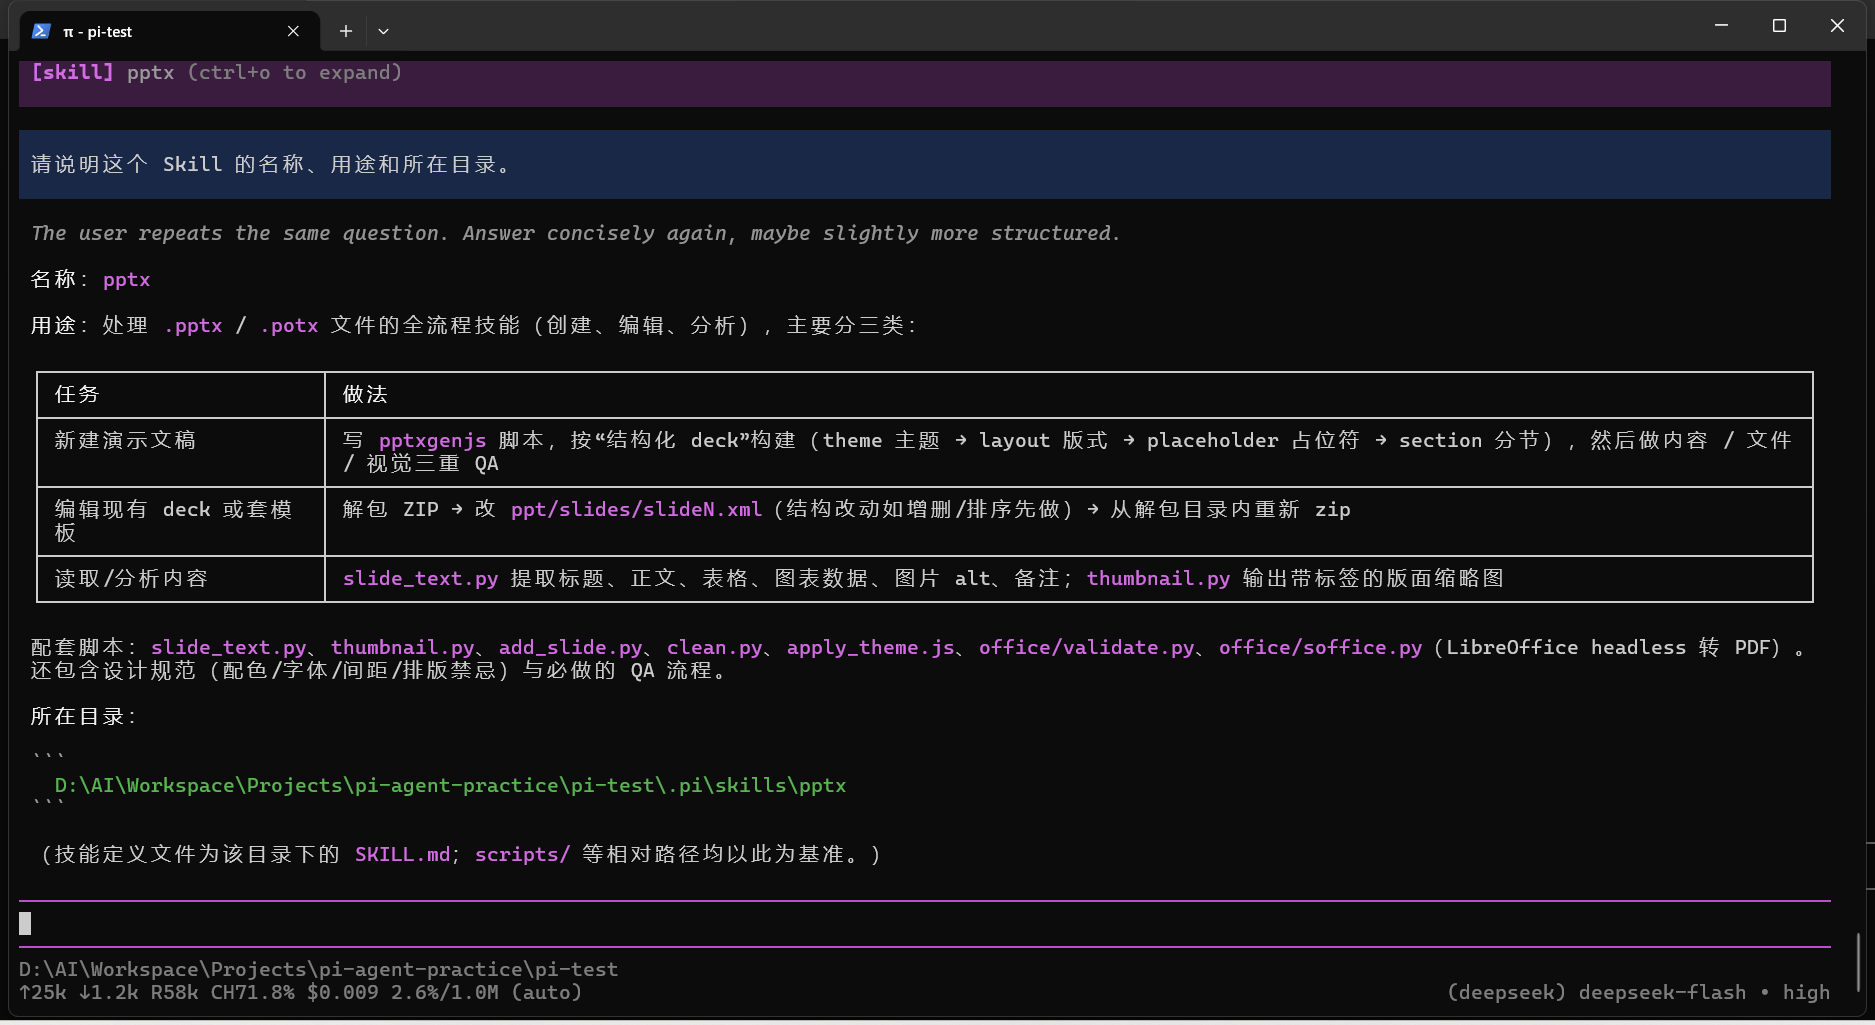 π - pi-test
[skill] pptx (ctrl+o to expand)
请说明这个 Skill 的名称、用途和所在目录。
The user repeats the same question. Answer concisely again, maybe slightly more structured.
名称: pptx
用途: 处理 .pptx / .potx 文件的全流程技能（创建、编辑、分析），主要分三类:
任务 做法
新建演示文稿 写 pptxgenjs 脚本，按“结构化 deck”构建（theme 主题 → layout 版式 → placeholder 占位符 → section 分节），然后做内容 / 文件
/ 视觉三重 QA
编辑现有 deck 或套模 解包 ZIP → 改 ppt/slides/slideN.xml（结构改动如增删/排序先做）→ 从解包目录内重新 zip
板
读取/分析内容 slide_text.py 提取标题、正文、表格、图表数据、图片 alt、备注；thumbnail.py 输出带标签的版面缩略图
配套脚本: slide_text.py、thumbnail.py、add_slide.py、clean.py、apply_theme.js、office/validate.py、office/soffice.py（LibreOffice headless 转 PDF）。
还包含设计规范（配色/字体/间距/排版禁忌）与必做的 QA 流程。
所在目录:
```
D:\AI\Workspace\Projects\pi-agent-practice\pi-test\.pi\skills\pptx
```
（技能定义文件为该目录下的 SKILL.md；scripts/ 等相对路径均以此为基准。）
D:\AI\Workspace\Projects\pi-agent-practice\pi-test
↑25k ↓1.2k R58k CH71.8% $0.009 2.6%/1.0M (auto) (deepseek) deepseek-flash • high